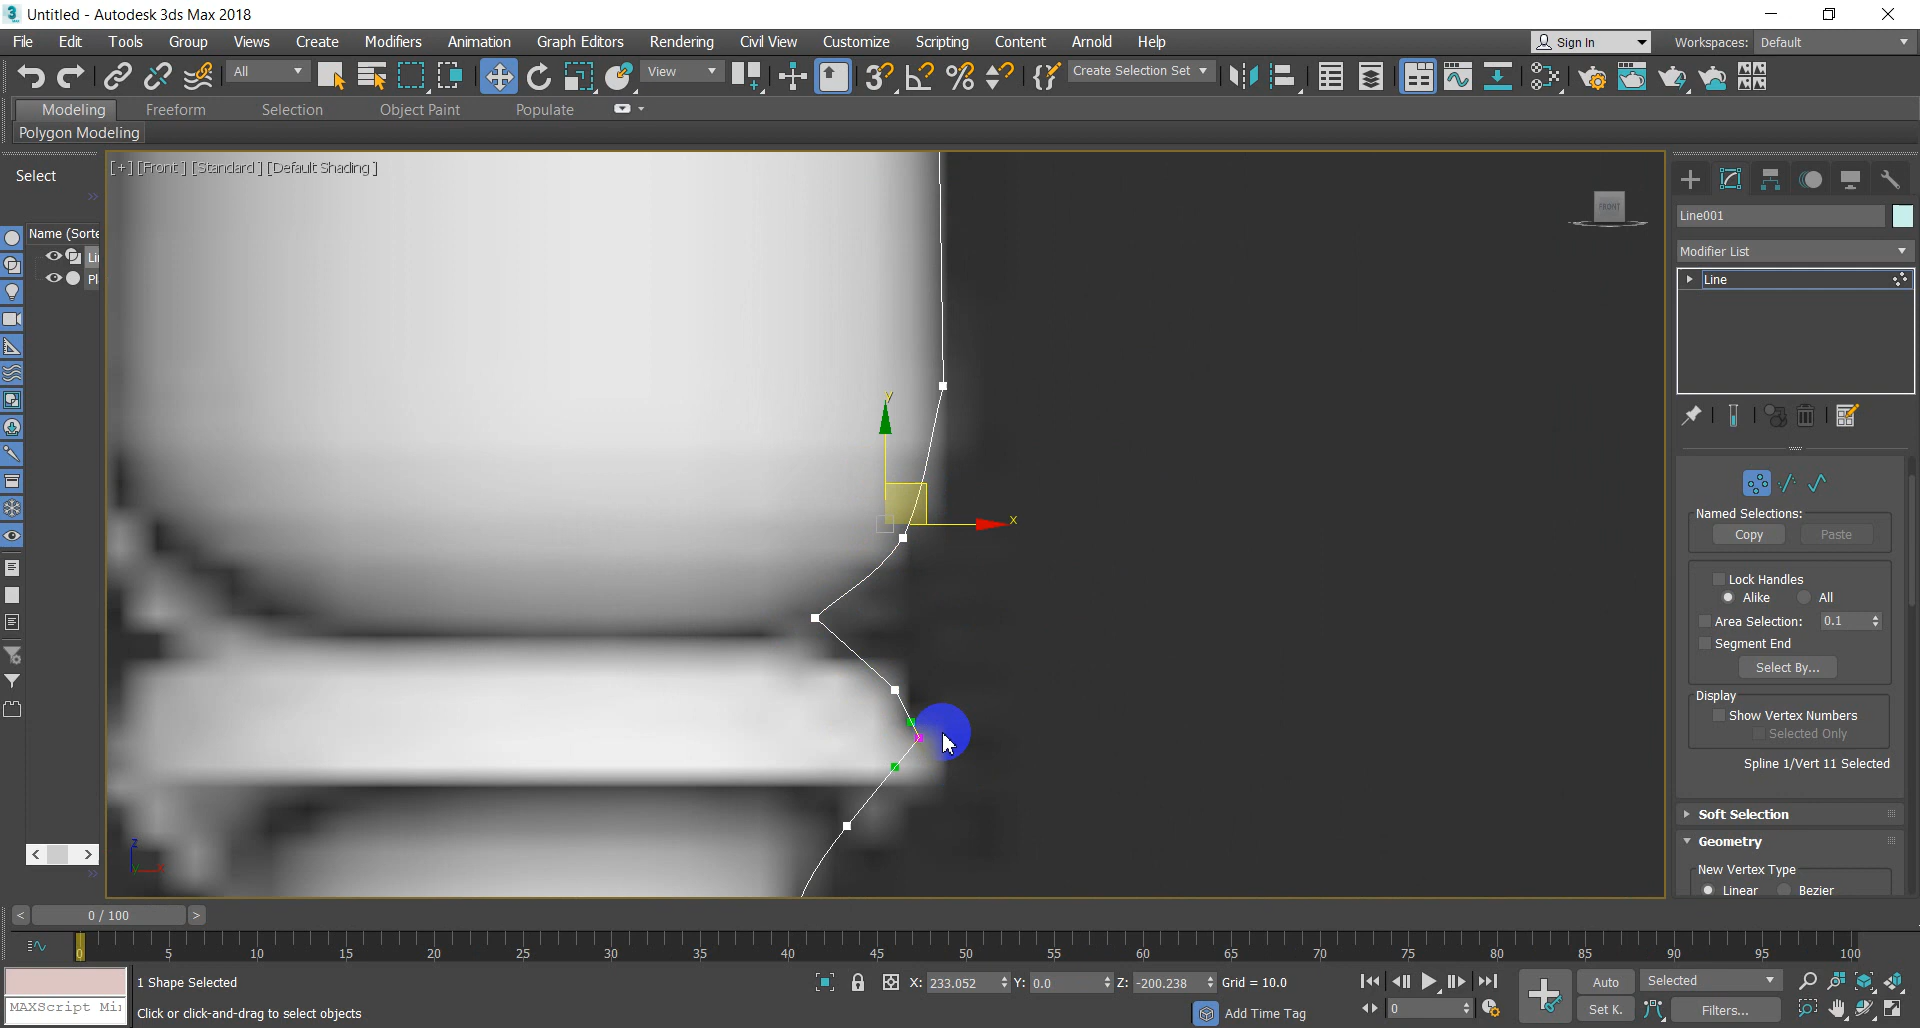 Untitled - Autodesk 3ds Max 2018
File Edit Tools Group Views Create Modifiers Animation Graph Editors Rendering Civil View Customize Scripting Content Arnold Help
Sign In Workspaces: Default
All View Create Selection Set
Modeling Freeform Selection Object Paint Populate
Polygon Modeling
Select
Name (Sorte
Li
Pl
[+] [Front ] [Standard ] [Default Shading ]
FRONT
y
x
z
Line001
Modifier List
Line
Named Selections:
Copy Paste
Lock Handles
Alike All
Area Selection: 0.1
Segment End
Select By...
Display
Show Vertex Numbers
Selected Only
Spline 1/Vert 11 Selected
Soft Selection
Geometry
New Vertex Type
Linear Bezier
< 0 / 100 >
0 5 10 15 20 25 30 35 40 45 50 55 60 65 70 75 80 85 90 95 100
1 Shape Selected
X: 233.052 Y: 0.0 Z: -200.238 Grid = 10.0
Auto Selected
MAXScript Mi
Click or click-and-drag to select objects
Add Time Tag
0
Set K. Filters...